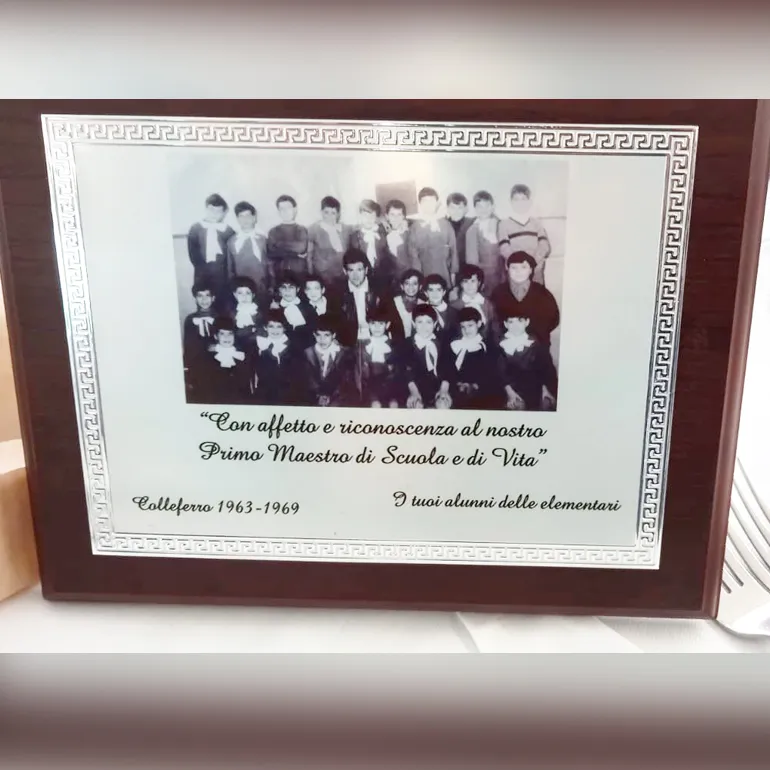 “Con affetto e riconoscenza al nostro
Primo Maestro di Scuola e di Vita”
Colleferro 1963-1969
I tuoi alunni delle elementari